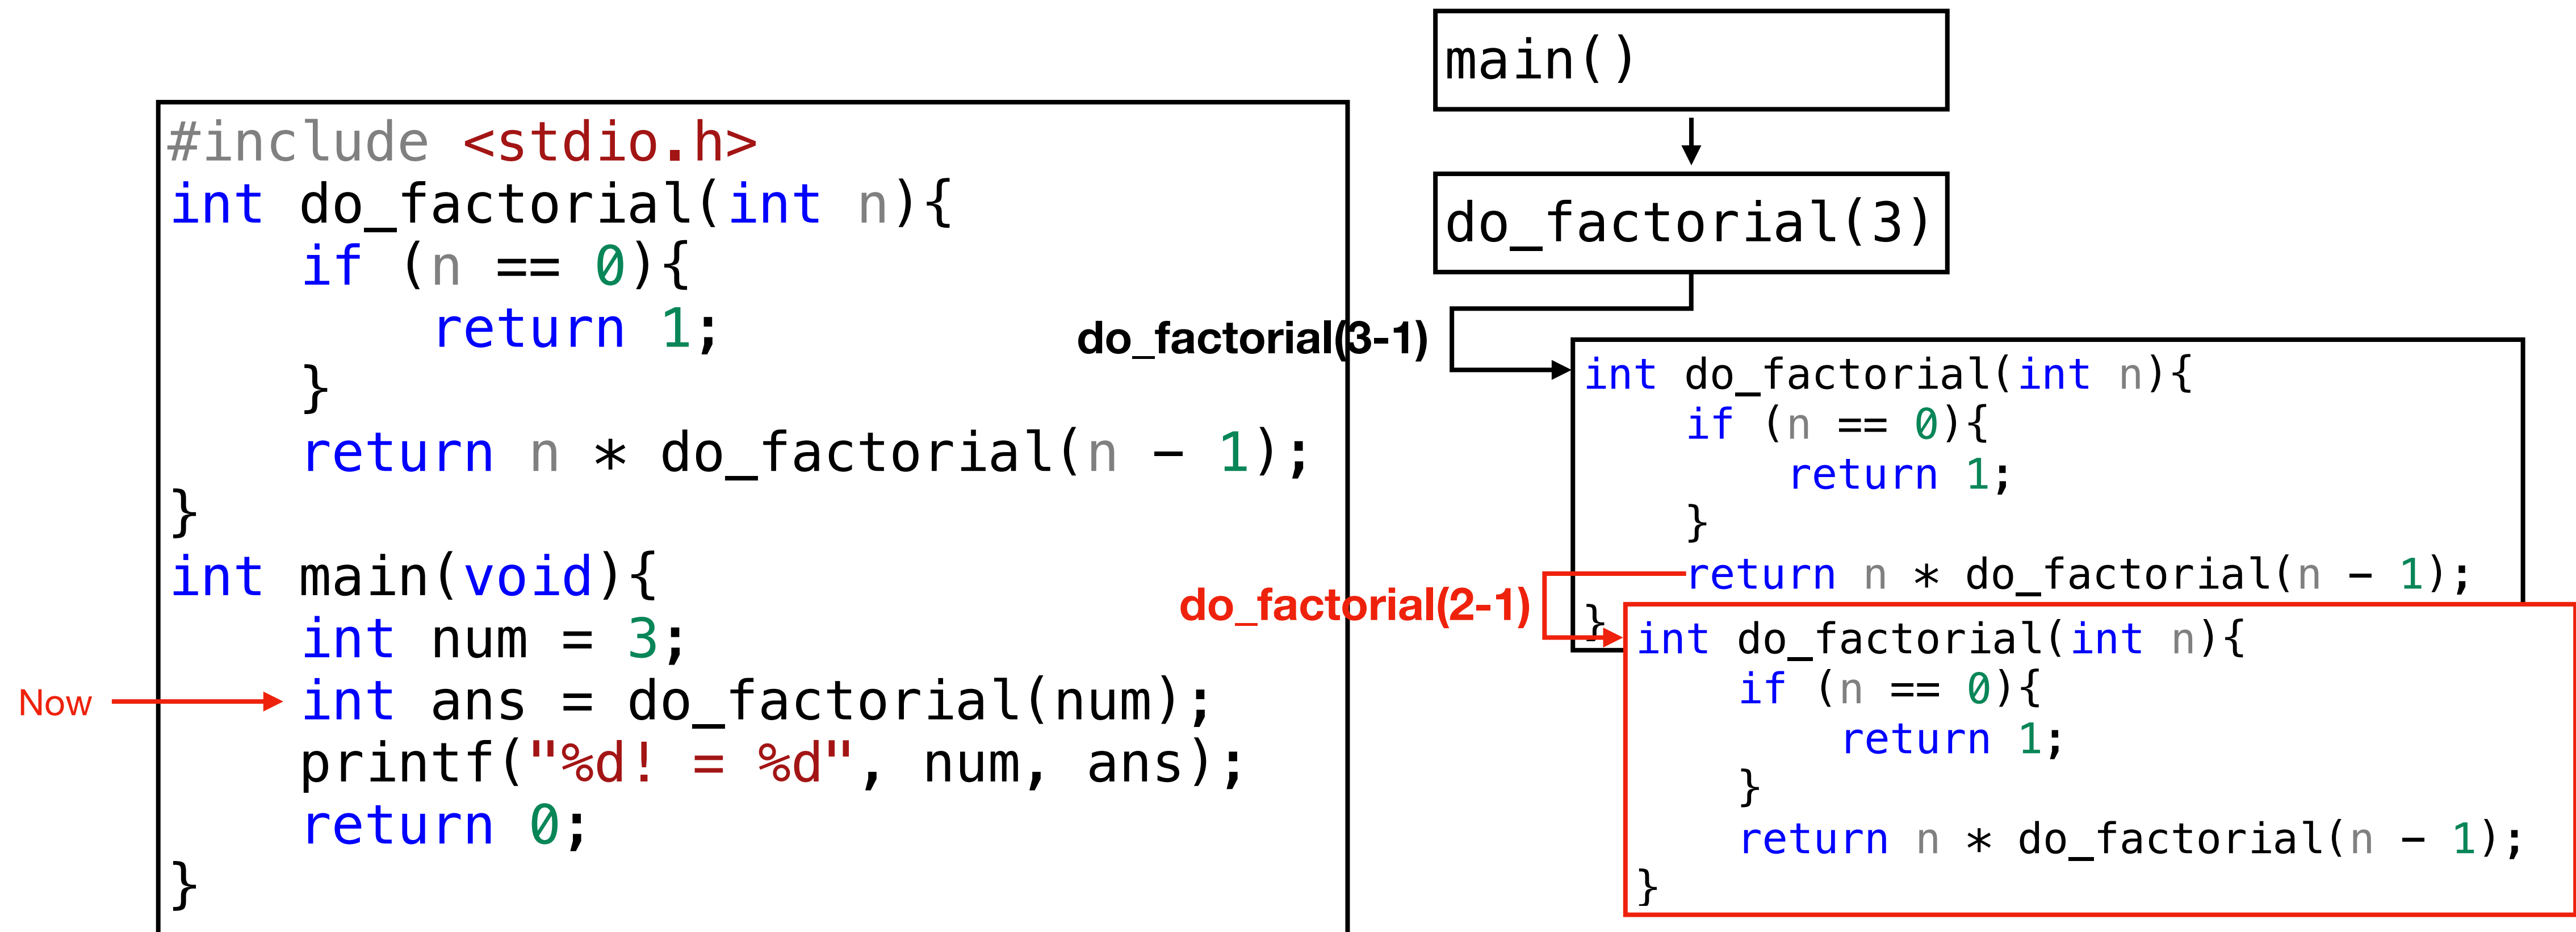 #include <stdio.h>
int do_factorial(int n){
if (n == 0){
return 1;
}
return n * do_factorial(n - 1);
}
int main(void){
int num = 3;
Now
int ans = do_factorial(num);
printf("%d! = %d", num, ans);
return 0;
}
main()
do_factorial(3)
do_factorial(3-1)
int do_factorial(int n){
if (n == 0){
return 1;
}
return n * do_factorial(n - 1);
}
do_factorial(2-1)
int do_factorial(int n){
if (n == 0){
return 1;
}
return n * do_factorial(n - 1);
}